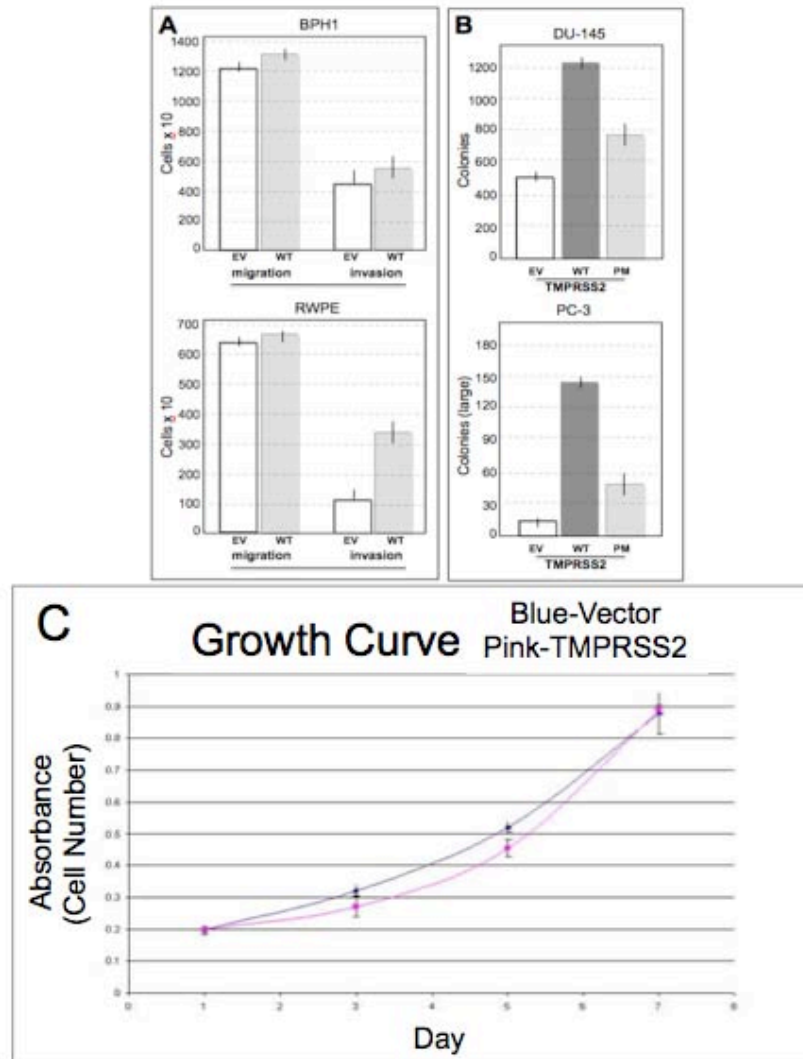 A
BPH1
1400
1200
1000
800
600
400
200
0
Cells x 10
EV WT EV WT
migration invasion
RWPE
700
600
500
400
300
200
100
0
Cells x 10
EV WT EV WT
migration invasion
B
DU-145
1200
1000
800
600
400
200
0
Colonies
EV WT PM
TMPRSS2
PC-3
180
150
120
90
60
30
0
Colonies (large)
EV WT PM
TMPRSS2
C
Growth Curve
Blue-Vector
Pink-TMPRSS2
1
0.9
0.8
0.7
0.6
0.5
0.4
0.3
0.2
0.1
0
Absorbance
(Cell Number)
0 1 2 3 4 5 6 7 8
Day